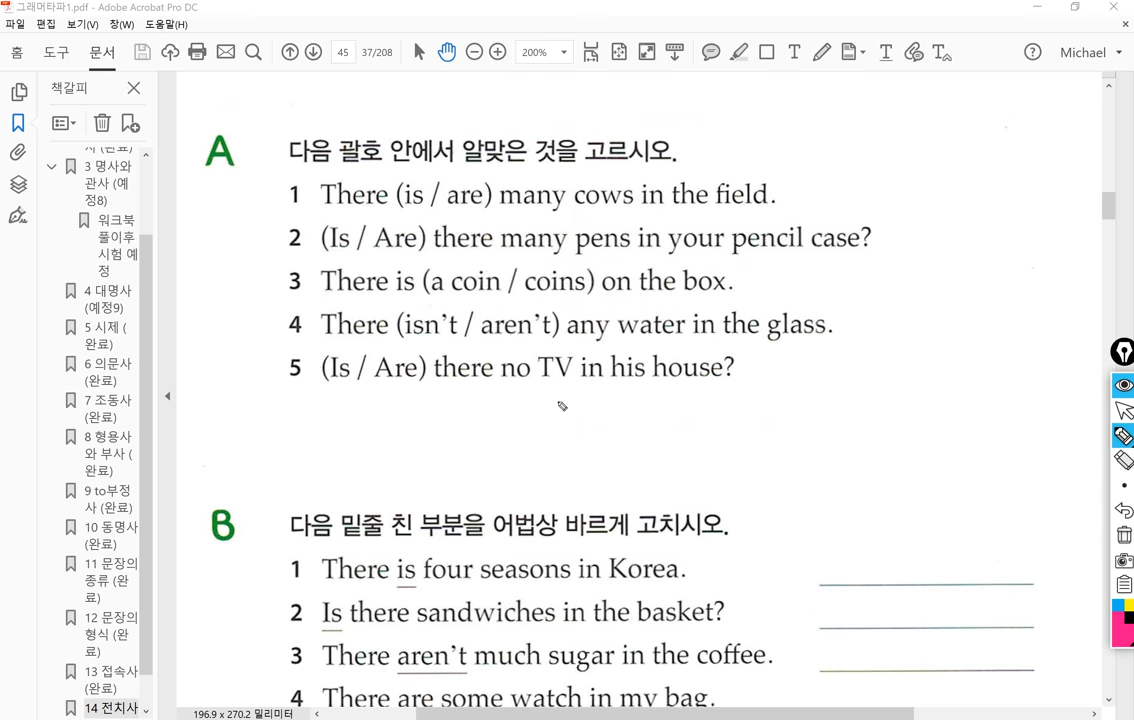 그래머타파1.pdf - Adobe Acrobat Pro DC
파일 편집 보기(V) 창(W) 도움말(H)
홈 도구 문서 45 37/208 200% Michael
책갈피
사 (완료)
3 명사와
관사 (예
정8)
워크북
풀이후
시험 예
정
4 대명사
(예정9)
5 시제 (
완료)
6 의문사
(완료)
7 조동사
(완료)
8 형용사
와 부사 (
완료)
9 to부정
사 (완료)
10 동명사
(완료)
11 문장의
종류 (완
료)
12 문장의
형식 (완
료)
13 접속사
(완료)
14 전치사
A 다음 괄호 안에서 알맞은 것을 고르시오.
1 There (is / are) many cows in the field.
2 (Is / Are) there many pens in your pencil case?
3 There is (a coin / coins) on the box.
4 There (isn't / aren't) any water in the glass.
5 (Is / Are) there no TV in his house?
B 다음 밑줄 친 부분을 어법상 바르게 고치시오.
1 There is four seasons in Korea.
2 Is there sandwiches in the basket?
3 There aren't much sugar in the coffee.
4 There are some watch in my bag.
196.9 x 270.2 밀리미터